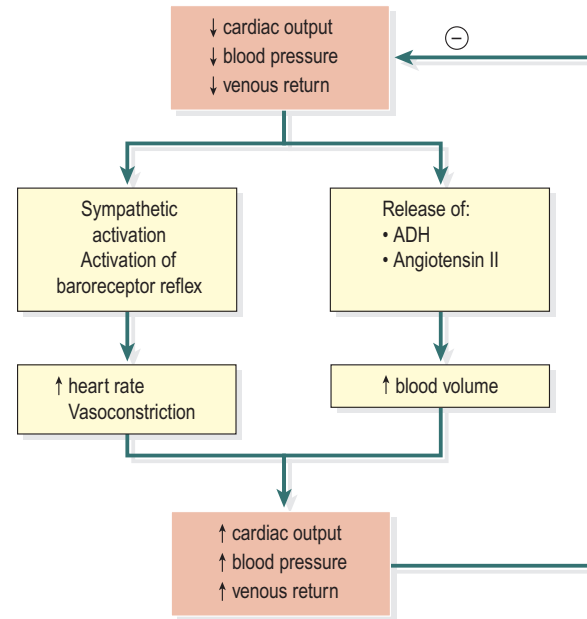 ↓ cardiac output
↓ blood pressure
↓ venous return
−
Sympathetic
activation
Activation of
baroreceptor reflex
Release of:
• ADH
• Angiotensin II
↑ heart rate
Vasoconstriction
↑ blood volume
↑ cardiac output
↑ blood pressure
↑ venous return